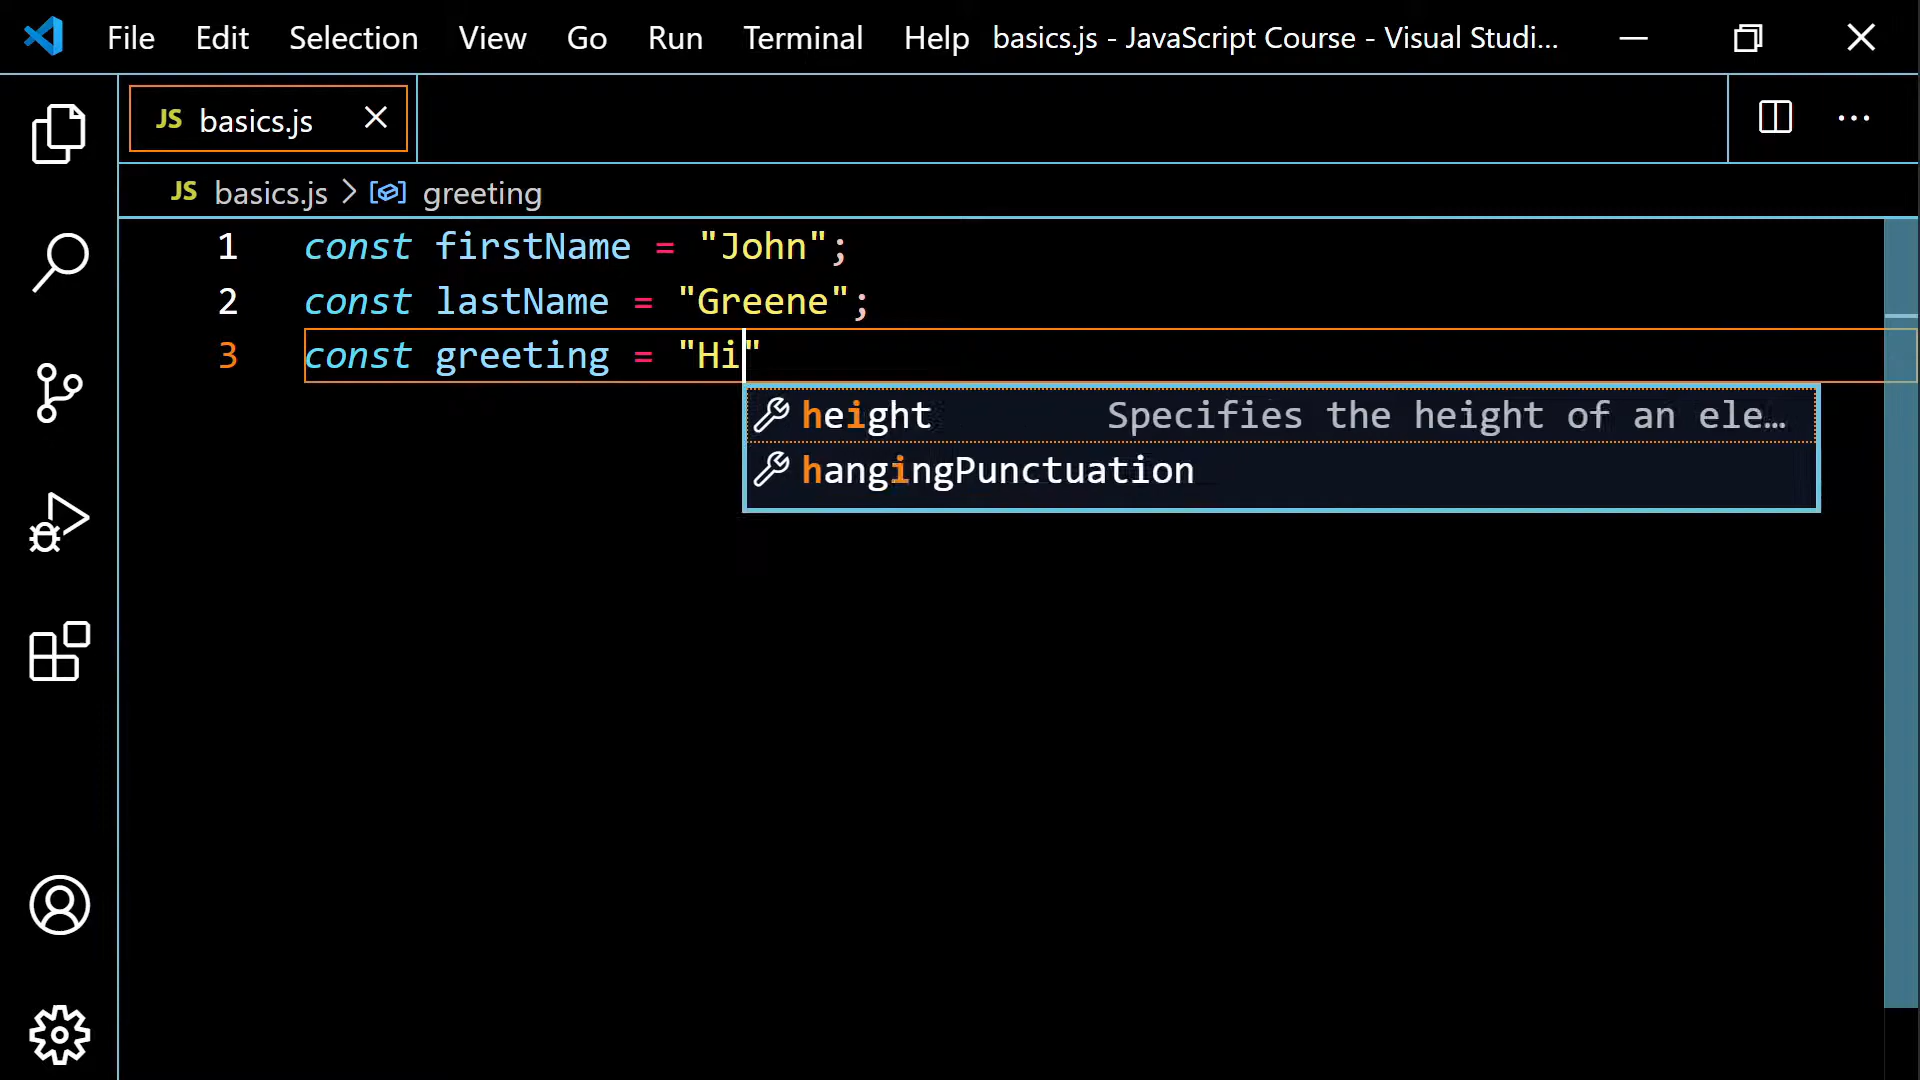 File Edit Selection View Go Run Terminal Help basics.js - JavaScript Course - Visual Studi...
JS basics.js
JS basics.js > greeting
1 const firstName = "John";
2 const lastName = "Greene";
3 const greeting = "Hi"
height Specifies the height of an ele...
hangingPunctuation